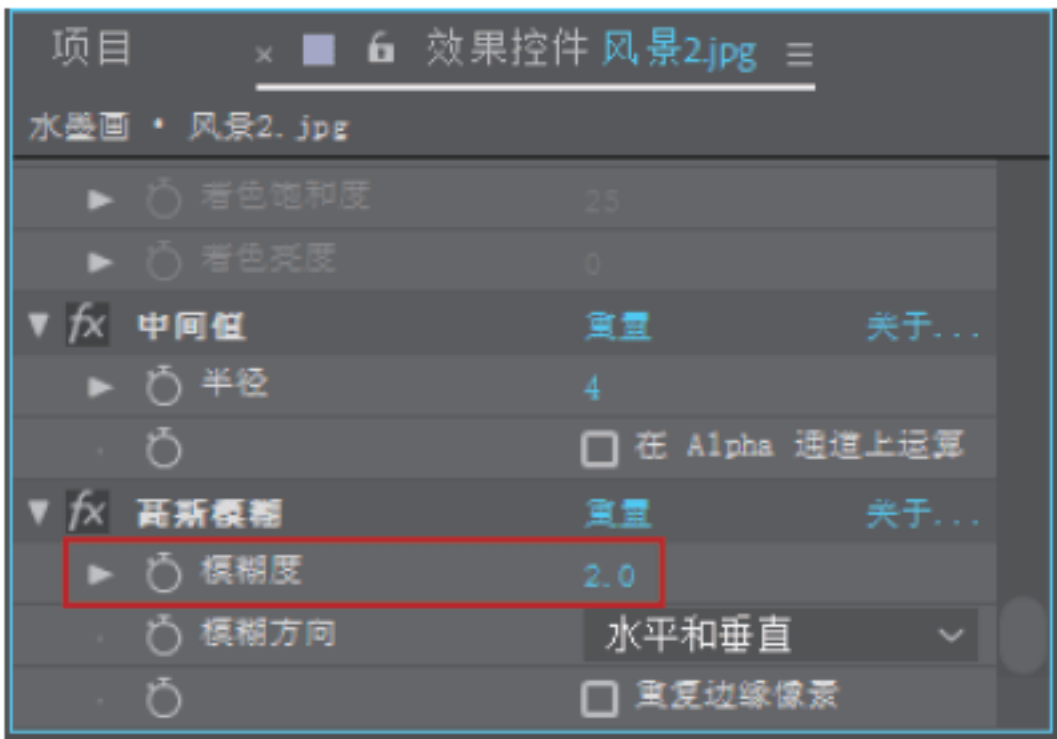 项目 × 效果控件 风景2.jpg ≡
水墨画 • 风景2.jpg
着色饱和度 25
着色亮度 0
fx 中间值 重置 关于...
半径 4
在 Alpha 通道上运算
fx 高斯模糊 重置 关于...
模糊度 2.0
模糊方向 水平和垂直
重复边缘像素